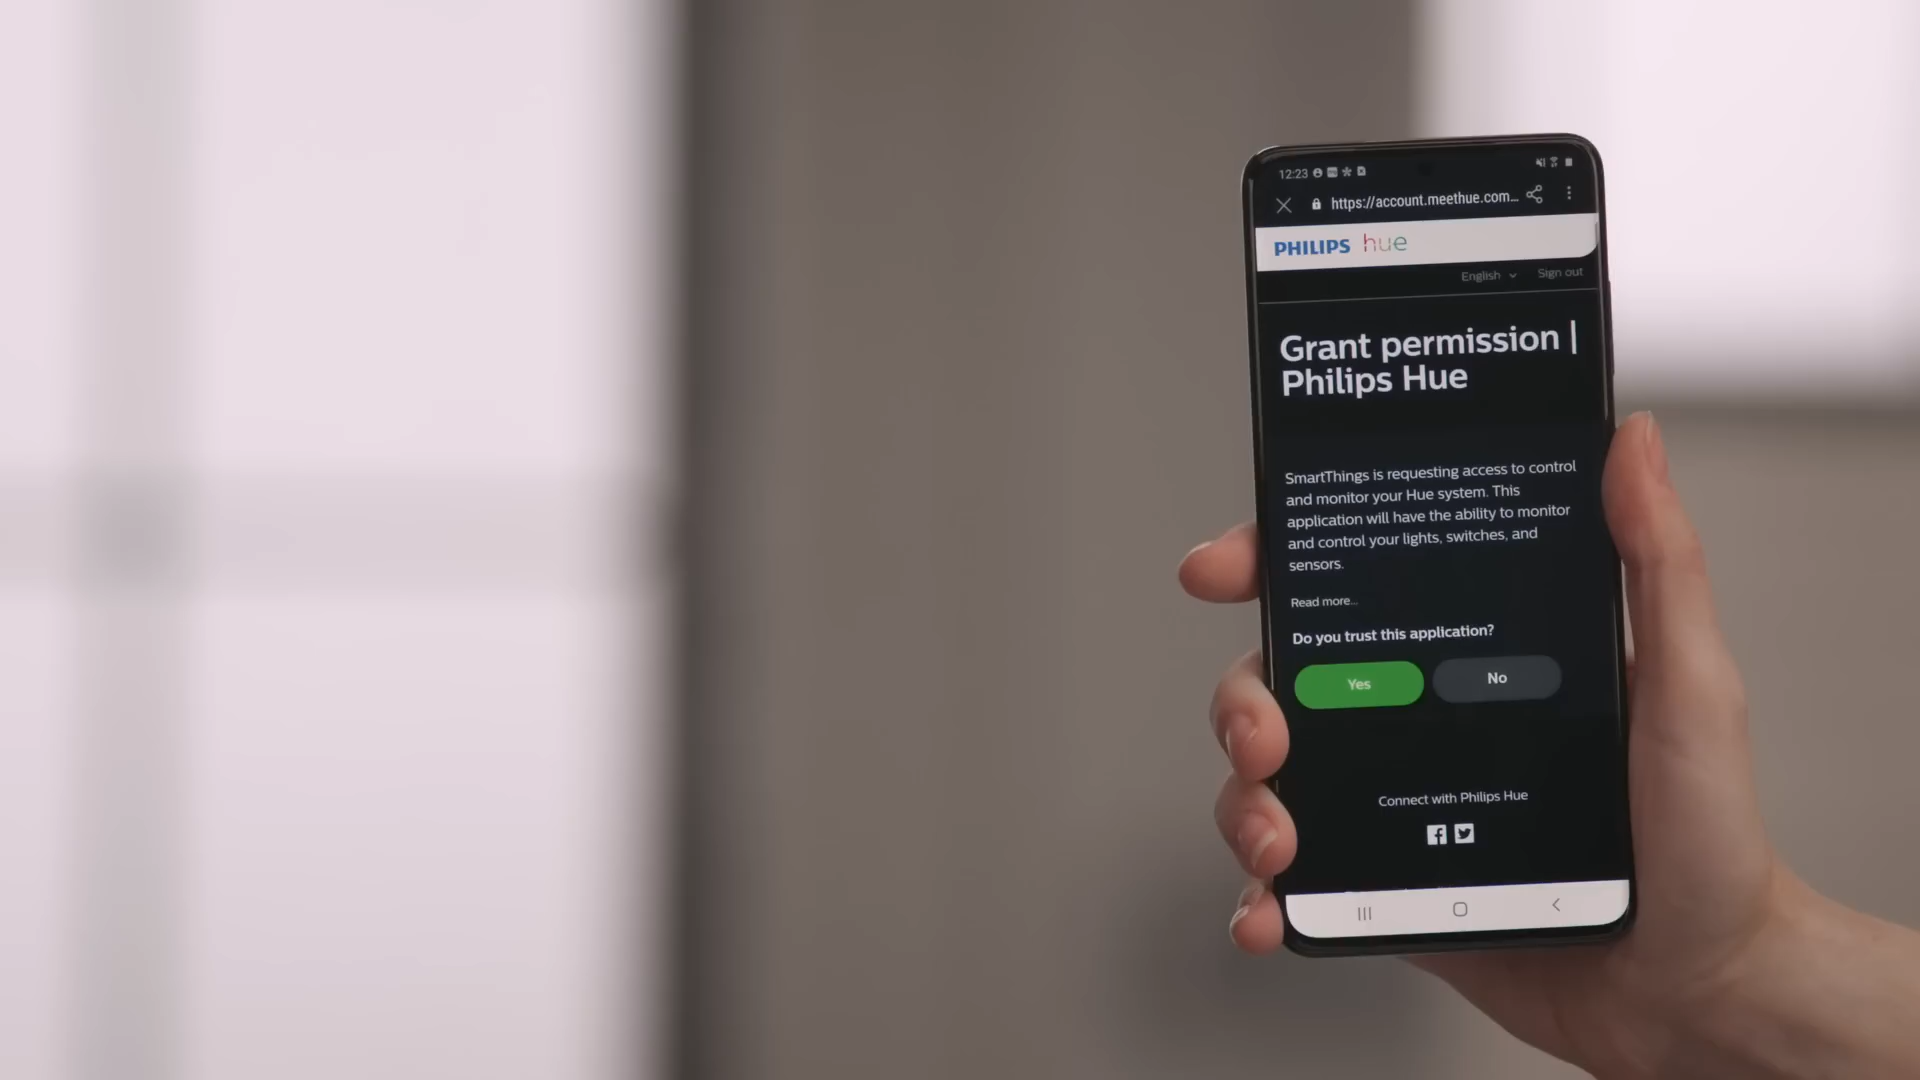 12:23
https://account.meethue.com...
PHILIPS hue
English Sign out
Grant permission |
Philips Hue
SmartThings is requesting access to control
and monitor your Hue system. This
application will have the ability to monitor
and control your lights, switches, and
sensors.
Read more...
Do you trust this application?
Yes No
Connect with Philips Hue